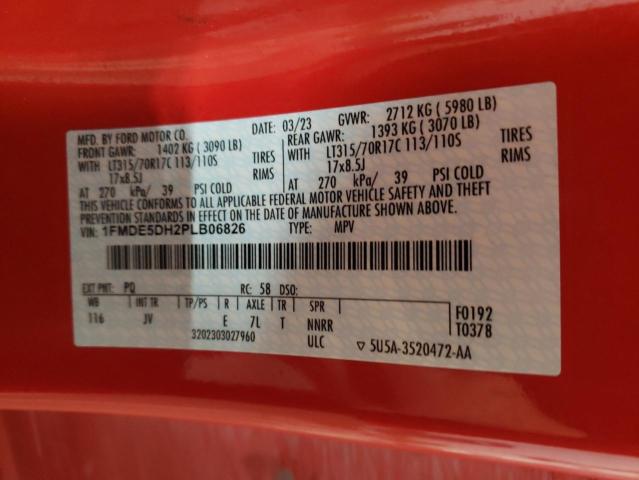 MFD. BY FORD MOTOR CO. DATE: 03/23 GVWR: 2712 KG ( 5980 LB)
FRONT GAWR: 1402 KG ( 3090 LB) REAR GAWR: 1393 KG ( 3070 LB)
WITH LT315/70R17C 113/110S TIRES WITH LT315/70R17C 113/110S TIRES
17x8.5J RIMS 17x8.5J RIMS
AT 270 kPa/ 39 PSI COLD AT 270 kPa/ 39 PSI COLD
THIS VEHICLE CONFORMS TO ALL APPLICABLE FEDERAL MOTOR VEHICLE SAFETY AND THEFT
PREVENTION STANDARDS IN EFFECT ON THE DATE OF MANUFACTURE SHOWN ABOVE.
VIN: 1FMDE5DH2PLB06826 TYPE: MPV
EXT PNT: PQ RC: 58 DSO:
WB INT TR TP/PS R AXLE TR SPR F0192
116 JV E 7L T NNRR T0378
3202303027960 ULC ▽ 5U5A-3520472-AA